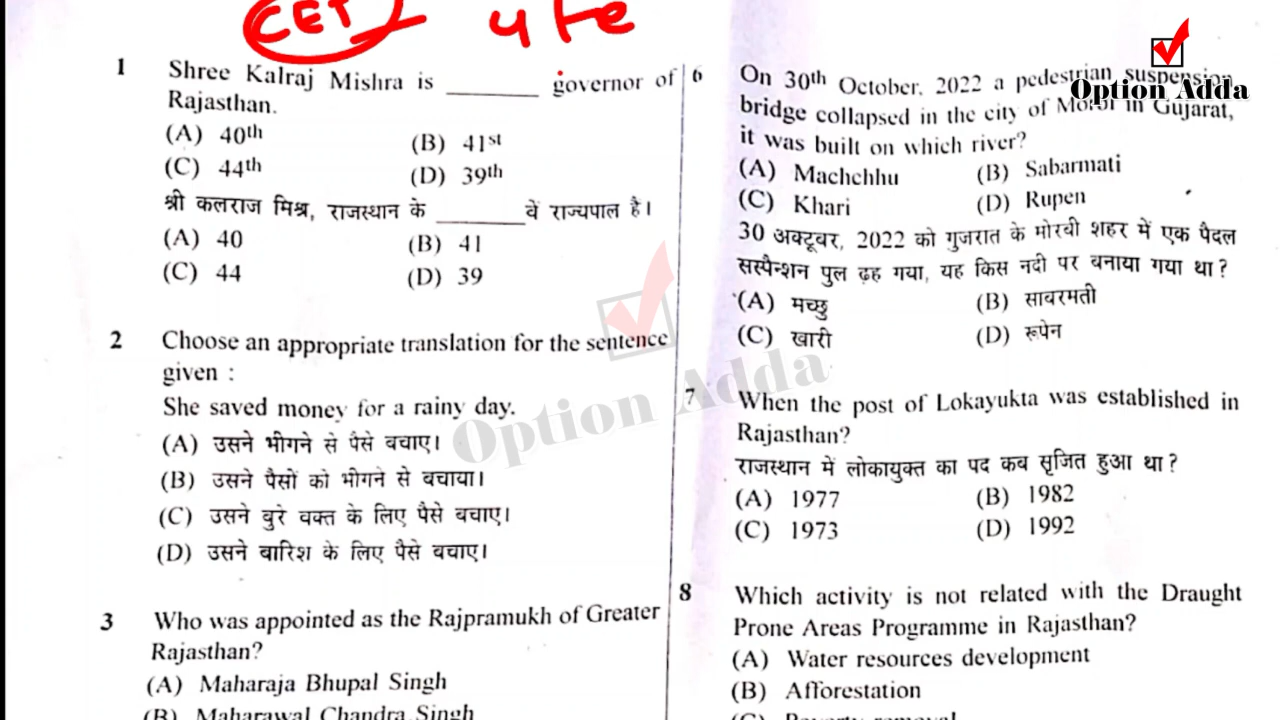 CET
Option Adda
1 Shree Kalraj Mishra is ________ governor of
Rajasthan.
(A) 40th (B) 41st
(C) 44th (D) 39th
श्री कलराज मिश्र, राजस्थान के ________ वें राज्यपाल है।
(A) 40 (B) 41
(C) 44 (D) 39
2 Choose an appropriate translation for the sentence
given :
She saved money for a rainy day.
(A) उसने भीगने से पैसे बचाए।
(B) उसने पैसों को भीगने से बचाया।
(C) उसने बुरे वक्त के लिए पैसे बचाए।
(D) उसने बारिश के लिए पैसे बचाए।
3 Who was appointed as the Rajpramukh of Greater
Rajasthan?
(A) Maharaja Bhupal Singh
(B) Maharawal Chandra Singh
6 On 30th October, 2022 a pedestrian suspension
bridge collapsed in the city of Morbi in Gujarat,
it was built on which river?
(A) Machchhu (B) Sabarmati
(C) Khari (D) Rupen
30 अक्टूबर, 2022 को गुजरात के मोरबी शहर में एक पैदल
सस्पैन्शन पुल ढ़ह गया, यह किस नदी पर बनाया गया था?
(A) मच्छु (B) साबरमती
(C) खारी (D) रूपेन
7 When the post of Lokayukta was established in
Rajasthan?
राजस्थान में लोकायुक्त का पद कब सृजित हुआ था?
(A) 1977 (B) 1982
(C) 1973 (D) 1992
8 Which activity is not related with the Draught
Prone Areas Programme in Rajasthan?
(A) Water resources development
(B) Afforestation
(C) Poverty removal
Option Adda